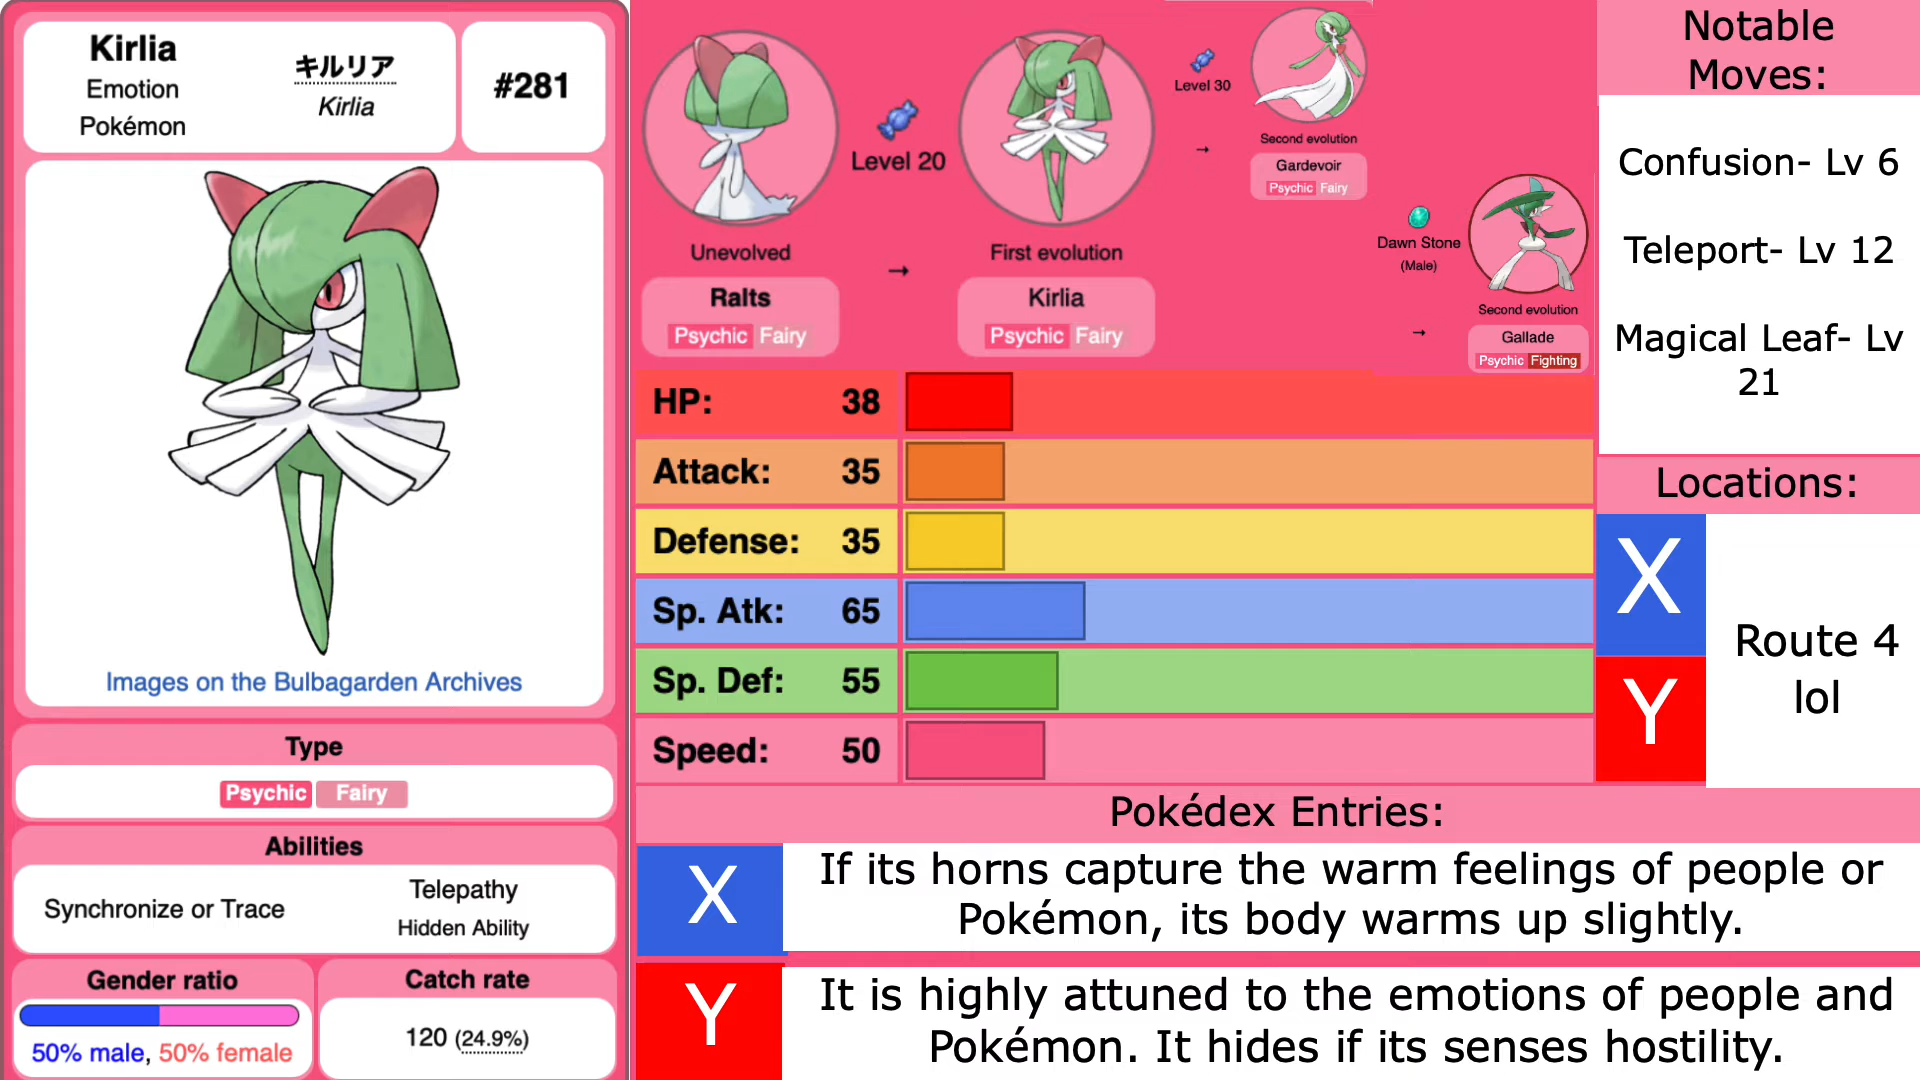 Kirlia
Emotion
Pokémon
キルリア
Kirlia
#281
Images on the Bulbagarden Archives
Type
Psychic Fairy
Abilities
Synchronize or Trace
Telepathy
Hidden Ability
Gender ratio
50% male, 50% female
Catch rate
120 (24.9%)
Level 20
Unevolved
Ralts
Psychic Fairy
→
First evolution
Kirlia
Psychic Fairy
Level 30
→
Second evolution
Gardevoir
Psychic Fairy
Dawn Stone
(Male)
→
Second evolution
Gallade
Psychic Fighting
HP: 38
Attack: 35
Defense: 35
Sp. Atk: 65
Sp. Def: 55
Speed: 50
Notable
Moves:
Confusion- Lv 6
Teleport- Lv 12
Magical Leaf- Lv
21
Locations:
X
Y
Route 4
lol
Pokédex Entries:
X
If its horns capture the warm feelings of people or
Pokémon, its body warms up slightly.
Y
It is highly attuned to the emotions of people and
Pokémon. It hides if its senses hostility.